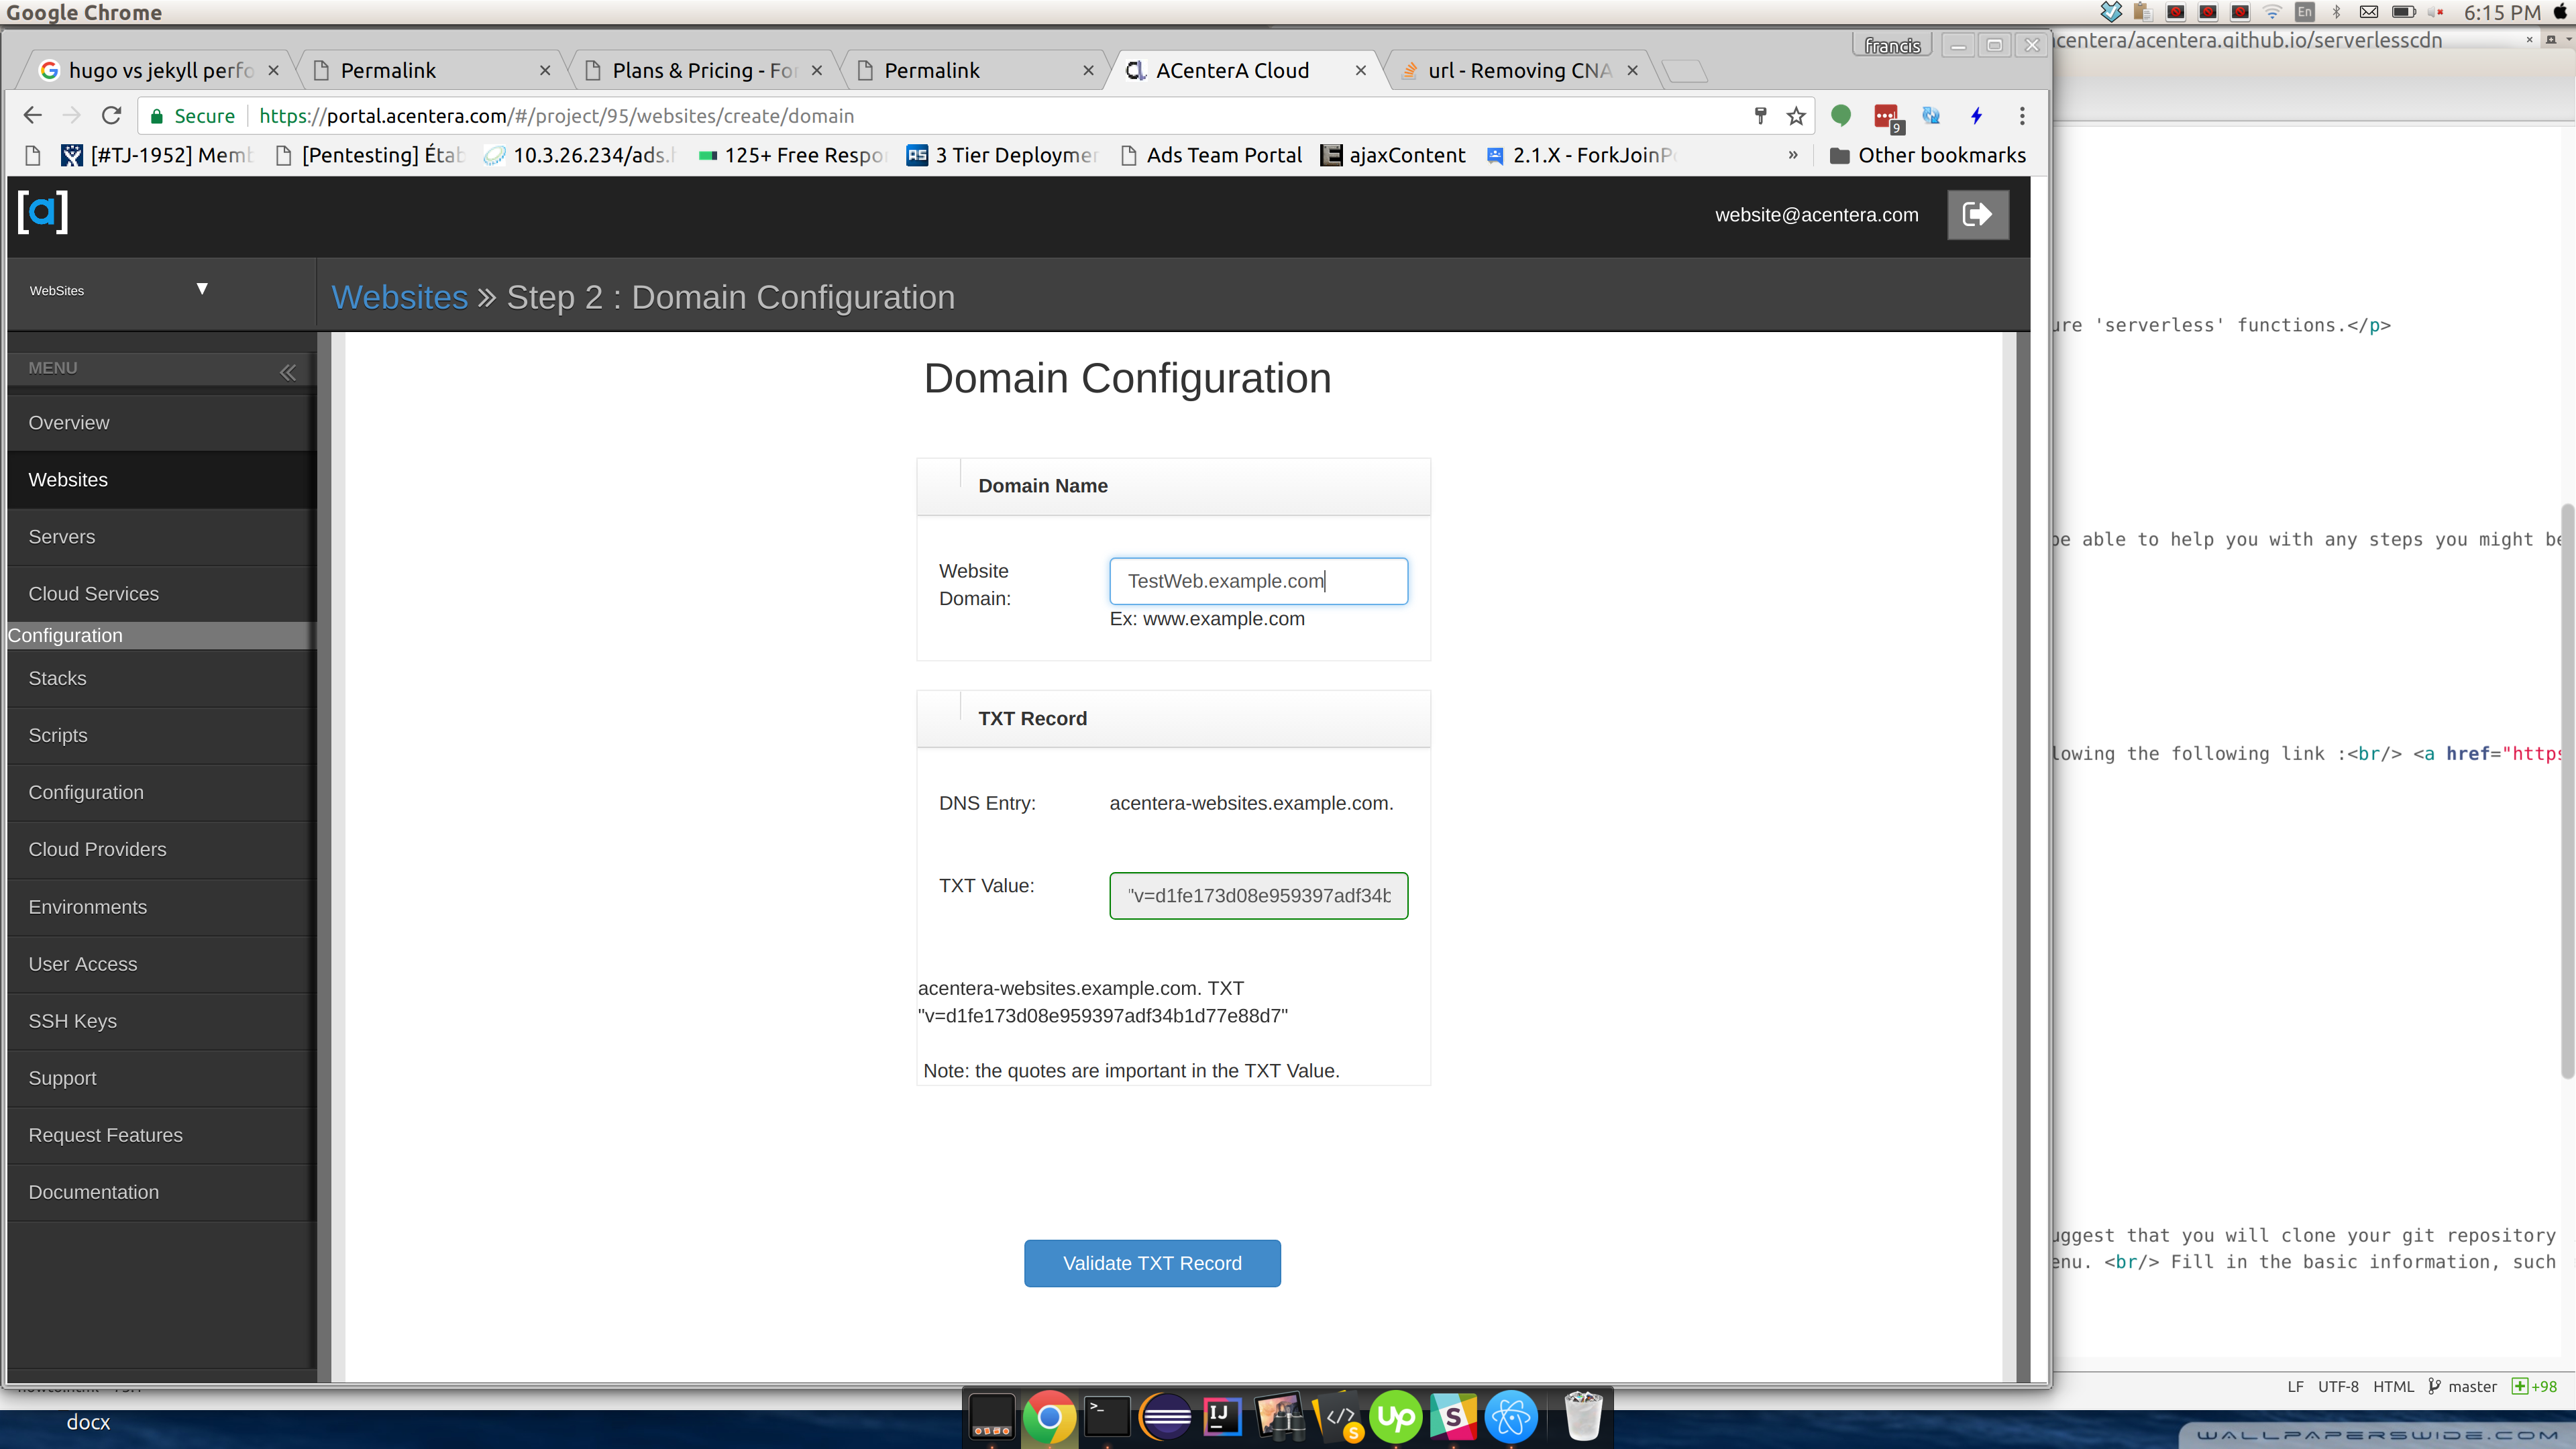 Google Chrome
En
6:15 PM
acentera/acentera.github.io/serverlesscdn
francis
hugo vs jekyll perfo
Permalink
Plans & Pricing - Fo
Permalink
ACenterA Cloud
url - Removing CNA
Secure
https://portal.acentera.com/#/project/95/websites/create/domain
9
[#TJ-1952] Memb
[Pentesting] Étab
10.3.26.234/ads.h
125+ Free Respo
3 Tier Deploymen
Ads Team Portal
ajaxContent
2.1.X - ForkJoinPo
»
Other bookmarks
[a]
website@acentera.com
WebSites
Websites » Step 2 : Domain Configuration
MENU
Overview
Websites
Servers
Cloud Services
Configuration
Stacks
Scripts
Configuration
Cloud Providers
Environments
User Access
SSH Keys
Support
Request Features
Documentation
Domain Configuration
Domain Name
Website Domain:
TestWeb.example.com
Ex: www.example.com
TXT Record
DNS Entry:
acentera-websites.example.com.
TXT Value:
"v=d1fe173d08e959397adf34b
acentera-websites.example.com. TXT
"v=d1fe173d08e959397adf34b1d77e88d7"
Note: the quotes are important in the TXT Value.
Validate TXT Record
ure 'serverless' functions.</p>
be able to help you with any steps you might be
lowing the following link :<br/> <a href="https
uggest that you will clone your git repository
enu. <br/> Fill in the basic information, such
LF
UTF-8
HTML
master
+98
docx
IJ
up
S
WALLPAPERSWIDE.COM